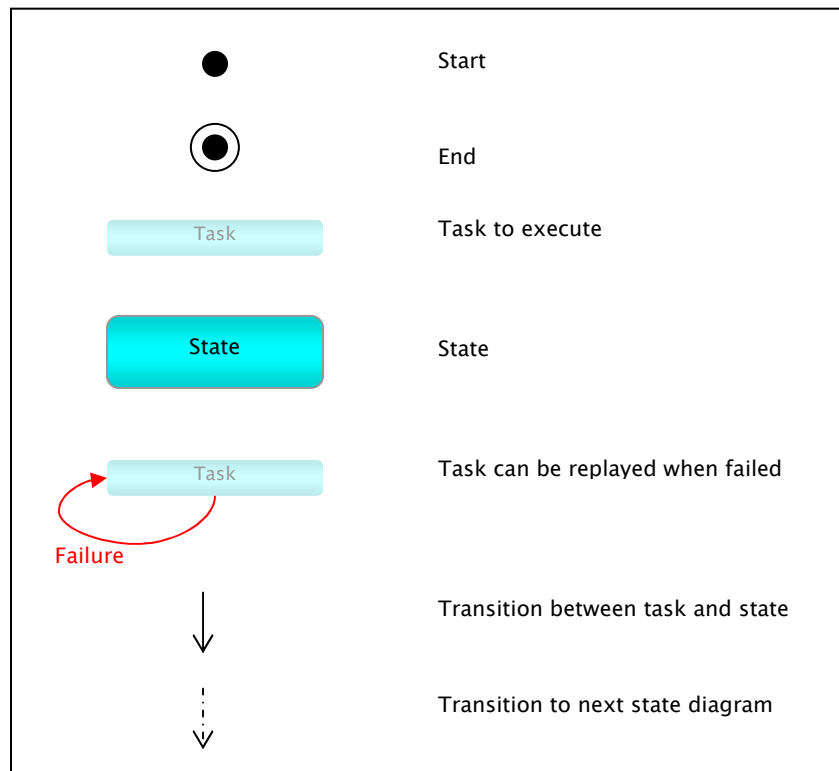 Start
End
Task
Task to execute
State
State
Task
Task can be replayed when failed
Failure
Transition between task and state
Transition to next state diagram